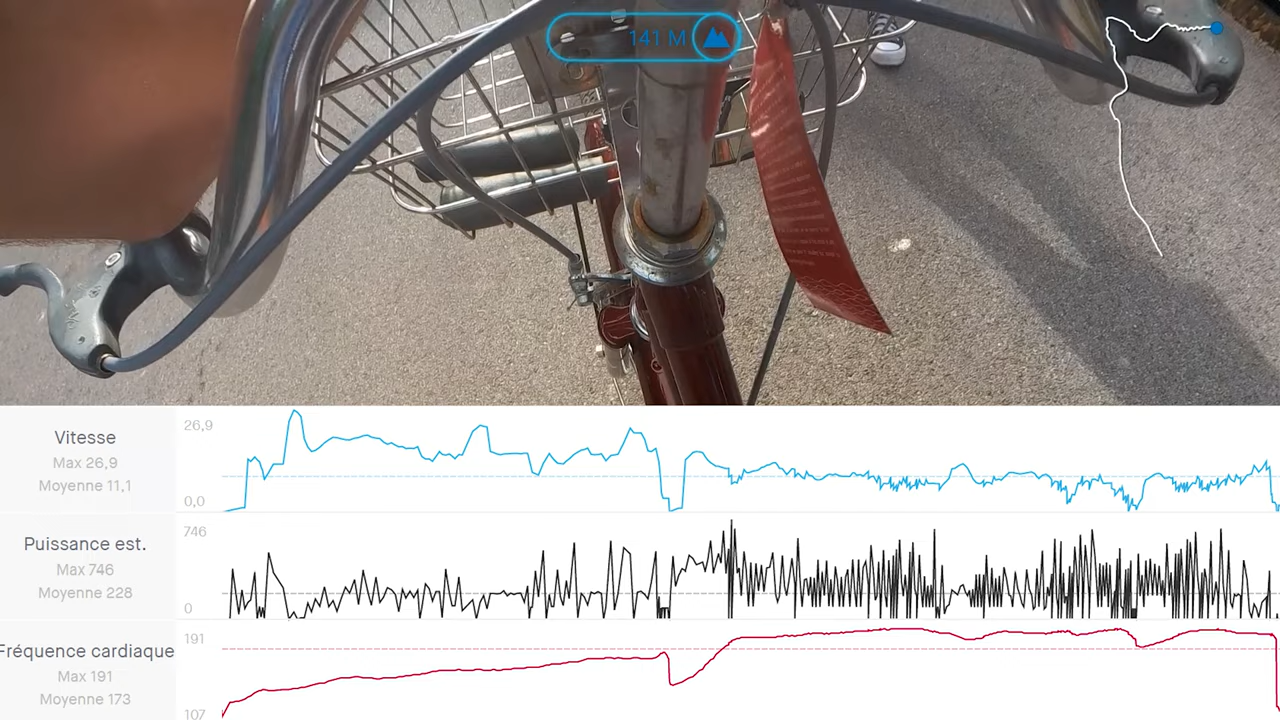 141 M
Vitesse
Max 26,9
Moyenne 11,1
26,9
0,0
Puissance est.
Max 746
Moyenne 228
746
0
Fréquence cardiaque
Max 191
Moyenne 173
191
107